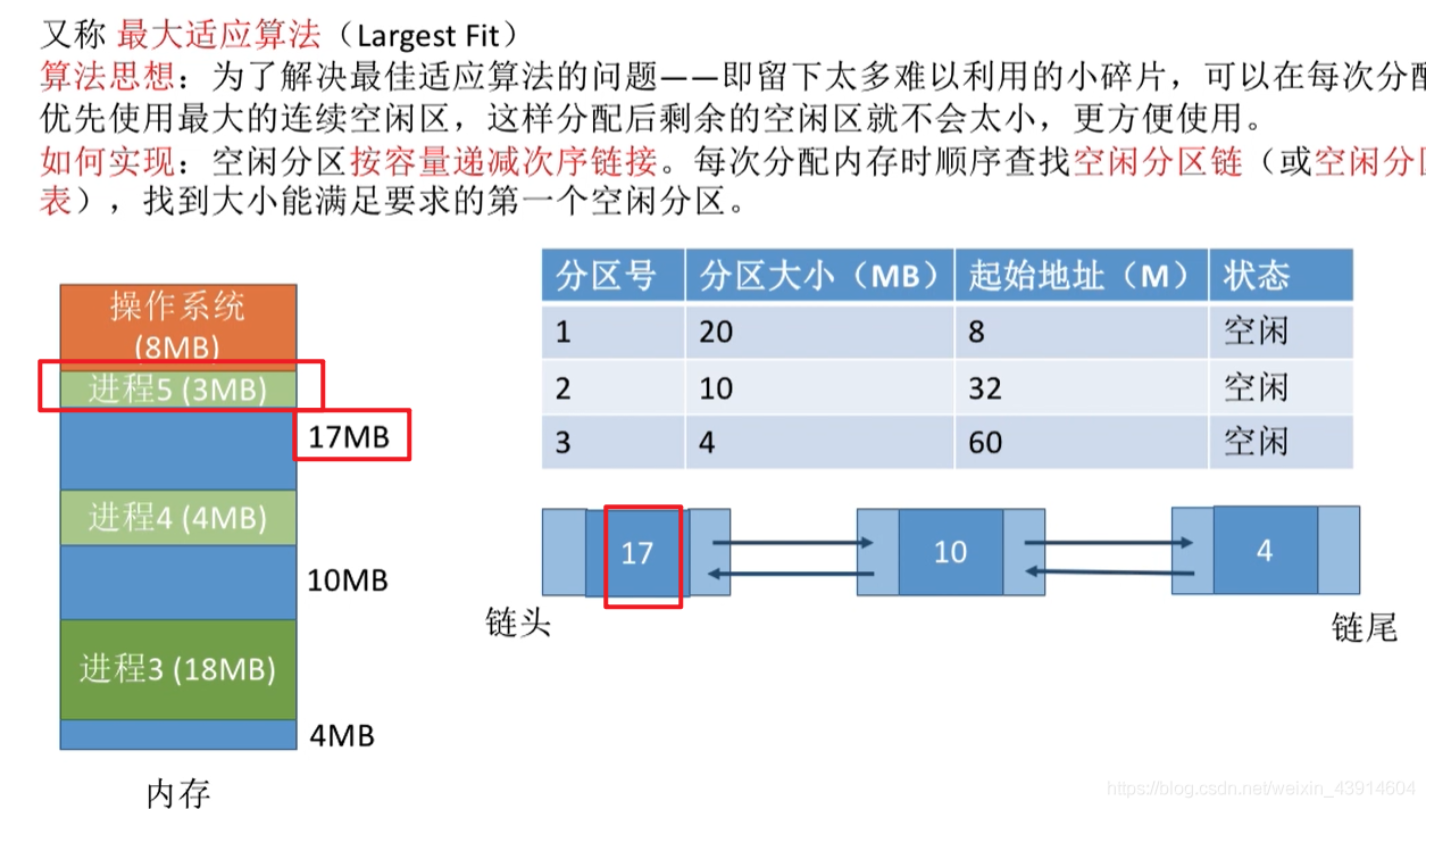 又称 最大适应算法（Largest Fit）
算法思想：为了解决最佳适应算法的问题——即留下太多难以利用的小碎片，可以在每次分配
优先使用最大的连续空闲区，这样分配后剩余的空闲区就不会太小，更方便使用。
如何实现：空闲分区按容量递减次序链接。每次分配内存时顺序查找空闲分区链（或空闲分区
表），找到大小能满足要求的第一个空闲分区。
操作系统
(8MB)
进程5 (3MB)
17MB
进程4 (4MB)
10MB
进程3 (18MB)
4MB
内存
分区号 分区大小（MB） 起始地址（M） 状态
1 20 8 空闲
2 10 32 空闲
3 4 60 空闲
17 10 4
链头 链尾
https://blog.csdn.net/weixin_43914604